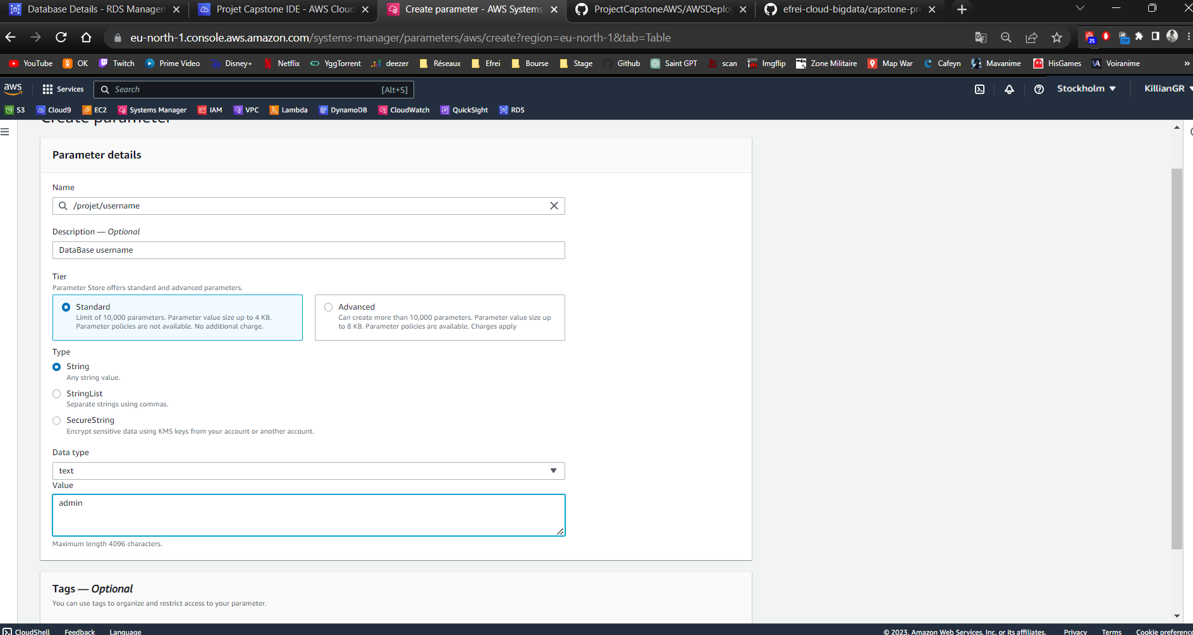 Database Details - RDS Managen
Projet Capstone IDE - AWS Cloud
Create parameter - AWS Systems
ProjectCapstoneAWS/AWSDeploy
efrei-cloud-bigdata/capstone-pro
eu-north-1.console.aws.amazon.com/systems-manager/parameters/aws/create?region=eu-north-1&tab=Table
YouTube OK Twitch Prime Video Disney+ Netflix YggTorrent deezer Réseaux Efrei Bourse Stage Github Saint GPT scan Imgflip Zone Militaire Map War Cafeyn Mavanime HisGames Voiranime »
aws Services Search [Alt+S] Stockholm KillianGR
S3 Cloud9 EC2 Systems Manager IAM VPC Lambda DynamoDB CloudWatch QuickSight RDS
Create parameter
Parameter details
Name
/projet/username
Description — Optional
DataBase username
Tier
Parameter Store offers standard and advanced parameters.
Standard
Limit of 10,000 parameters. Parameter value size up to 4 KB.
Parameter policies are not available. No additional charge.
Advanced
Can create more than 10,000 parameters. Parameter value size up
to 8 KB. Parameter policies are available. Charges apply
Type
String
Any string value.
StringList
Separate strings using commas.
SecureString
Encrypt sensitive data using KMS keys from your account or another account.
Data type
text
Value
admin
Maximum length 4096 characters.
Tags — Optional
You can use tags to organize and restrict access to your parameter.
CloudShell Feedback Language © 2023, Amazon Web Services, Inc. or its affiliates. Privacy Terms Cookie preference